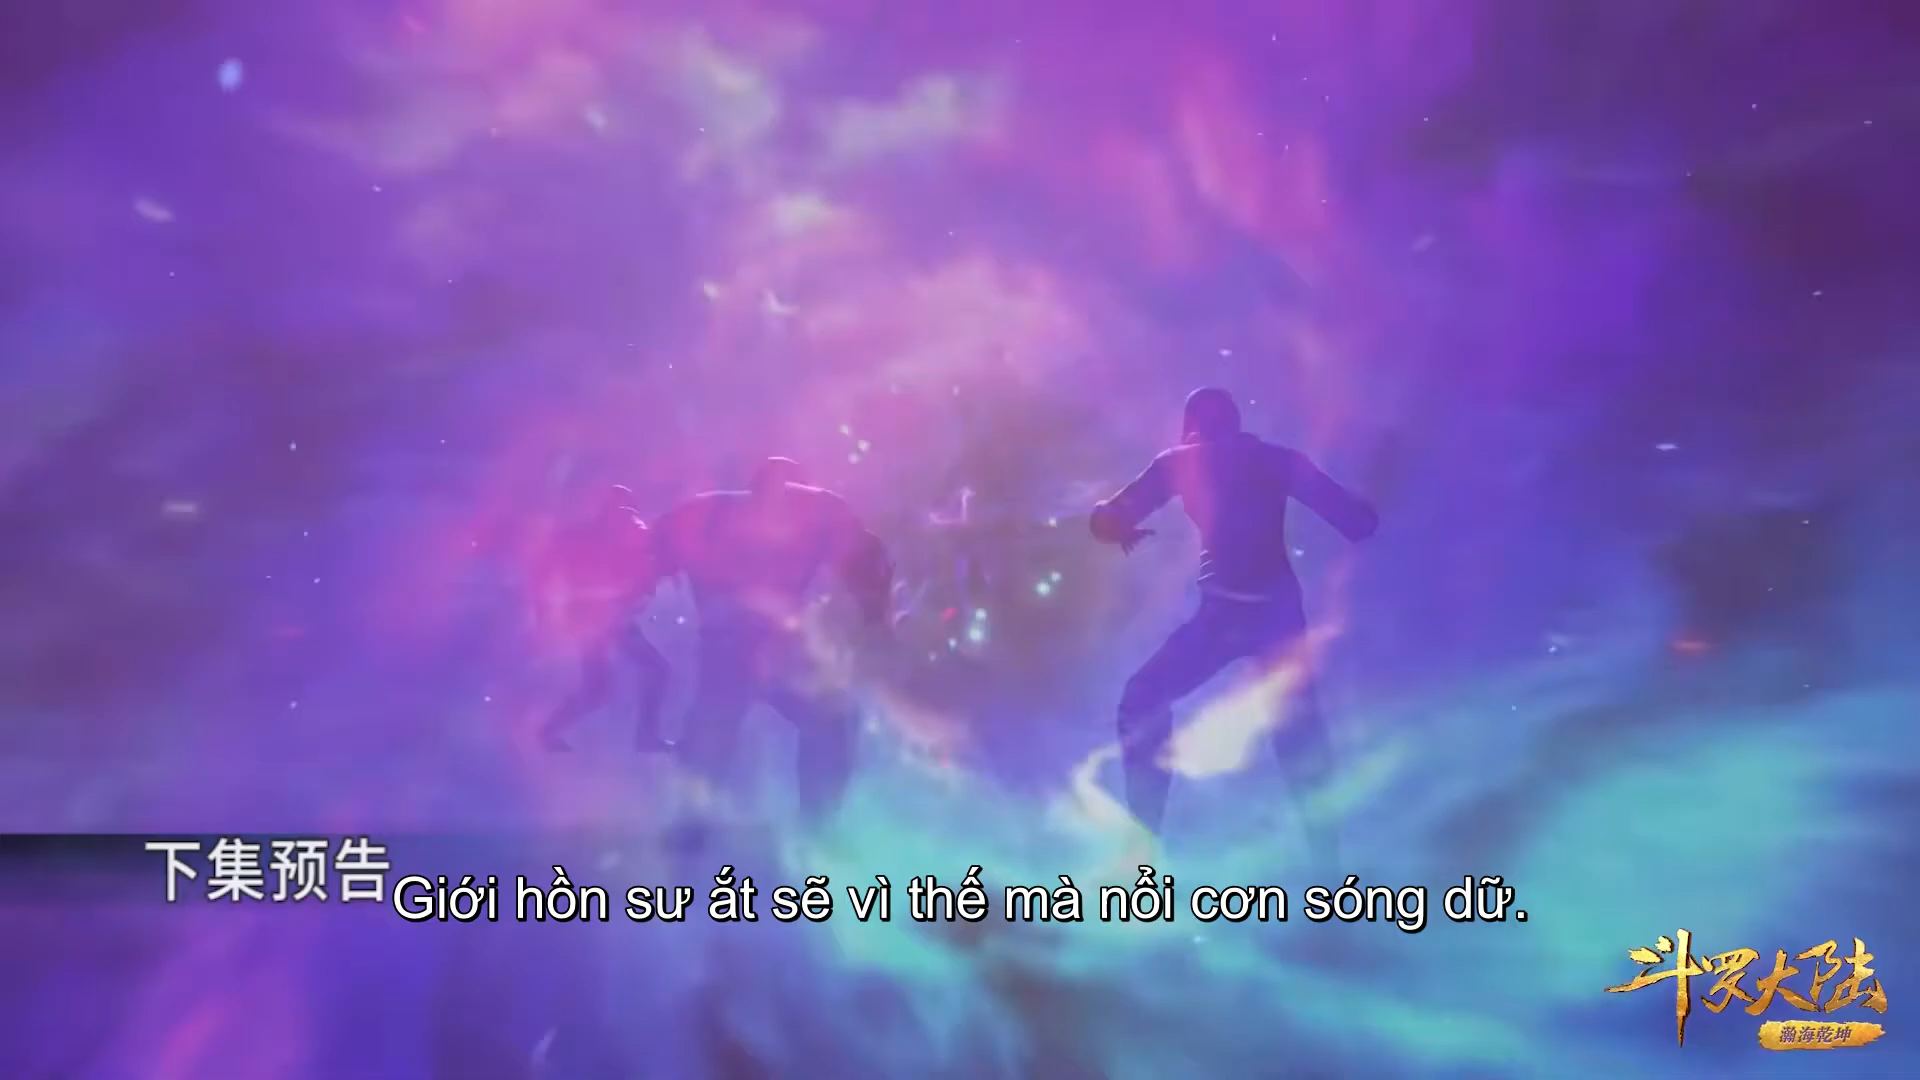 下集预告
Giới hồn sư ắt sẽ vì thế mà nổi cơn sóng dữ.
斗罗大陆
瀚海乾坤